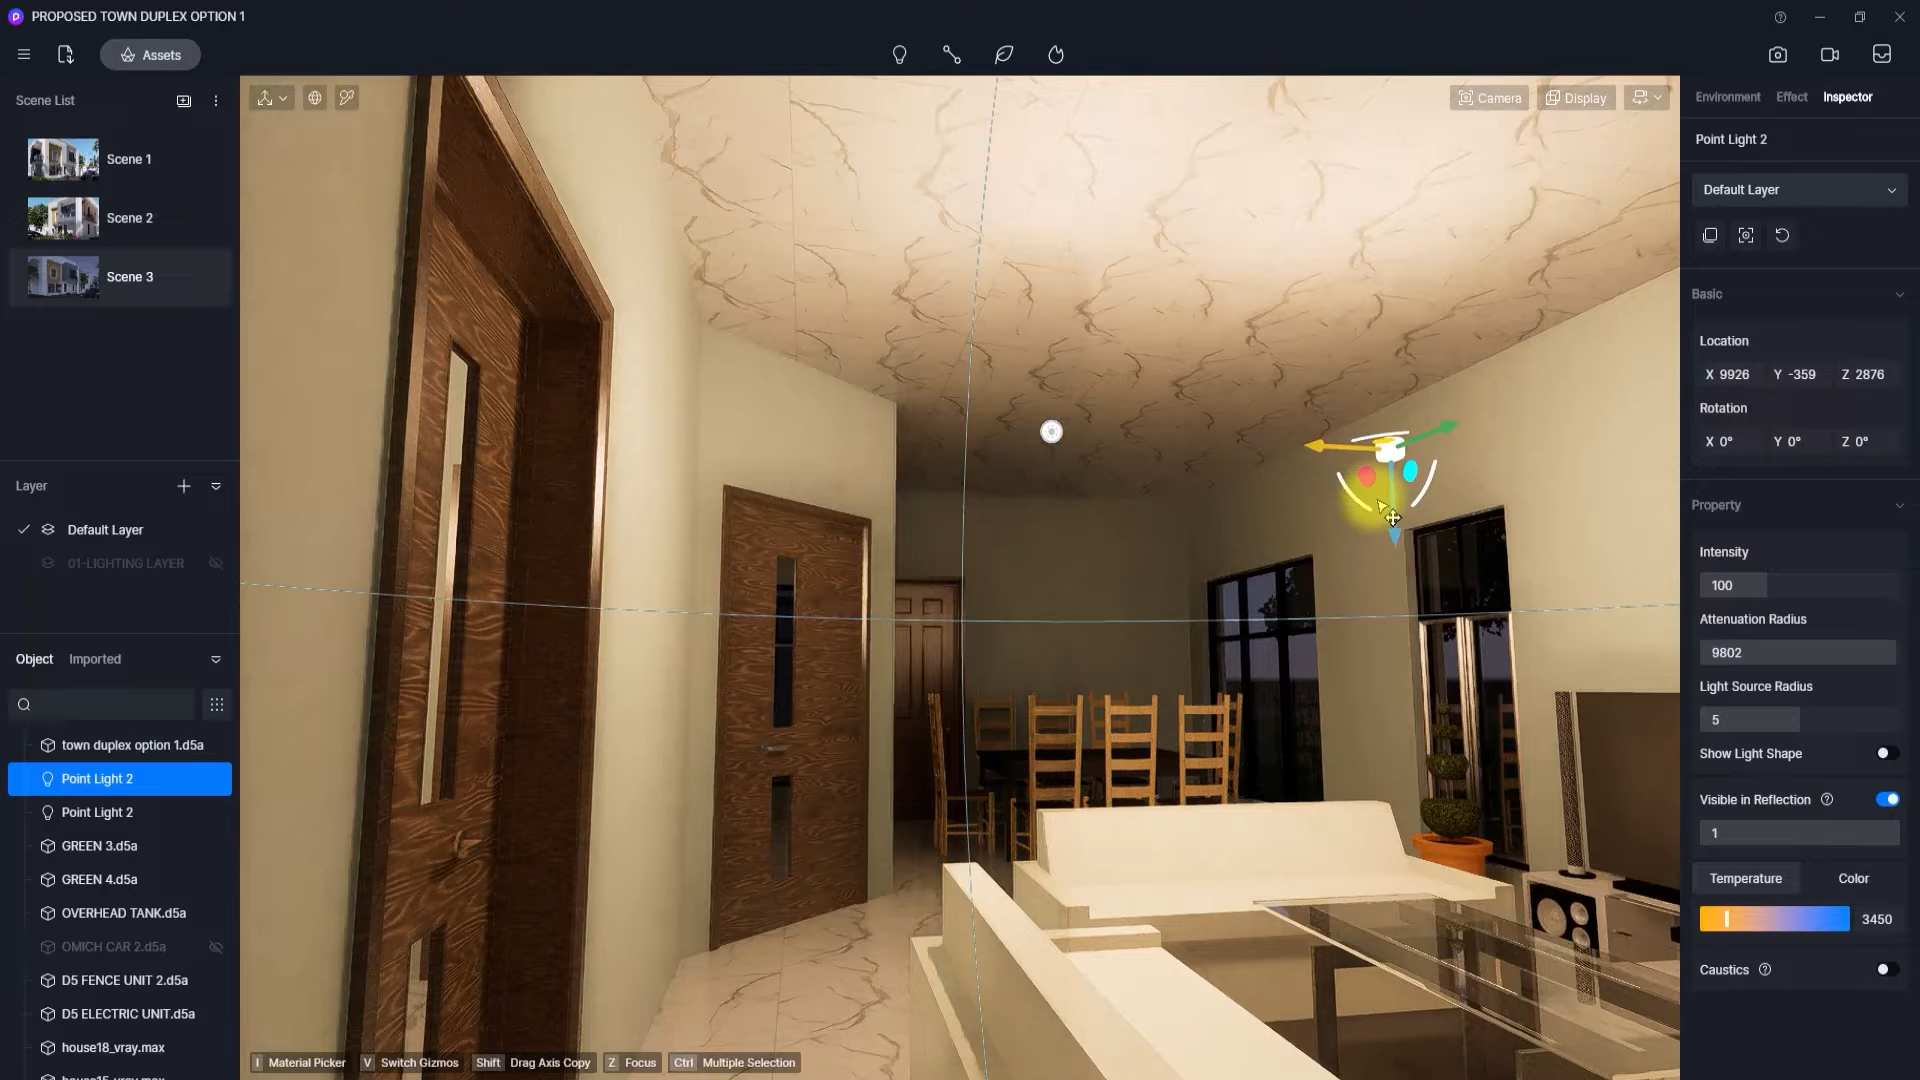 PROPOSED TOWN DUPLEX OPTION 1
Assets
Scene List
Scene 1
Scene 2
Scene 3
Layer
Default Layer
01-LIGHTING LAYER
Object Imported
town duplex option 1.d5a
Point Light 2
Point Light 2
GREEN 3.d5a
GREEN 4.d5a
OVERHEAD TANK.d5a
OMICH CAR 2.d5a
D5 FENCE UNIT 2.d5a
D5 ELECTRIC UNIT.d5a
house18_vray.max
Camera Display
I Material Picker V Switch Gizmos Shift Drag Axis Copy Z Focus Ctrl Multiple Selection
Environment Effect Inspector
Point Light 2
Default Layer
Basic
Location
X 9926 Y -359 Z 2876
Rotation
X 0° Y 0° Z 0°
Property
Intensity
100
Attenuation Radius
9802
Light Source Radius
5
Show Light Shape
Visible in Reflection
1
Temperature Color
3450
Caustics